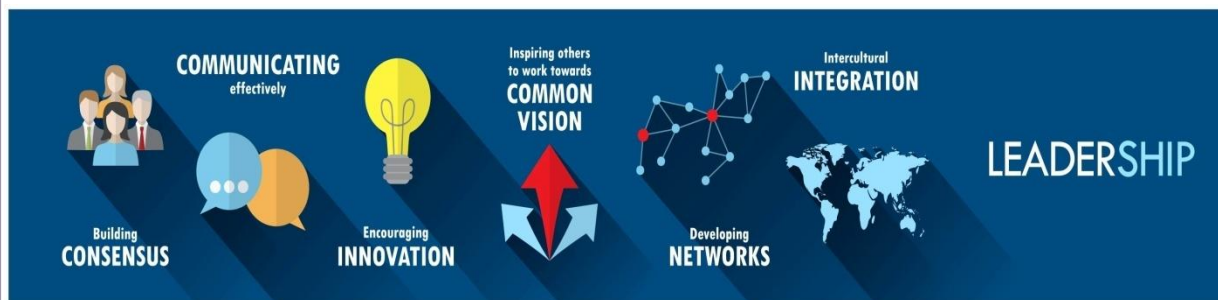 Building
CONSENSUS
COMMUNICATING
effectively
Encouraging
INNOVATION
Inspiring others
to work towards
COMMON
VISION
Developing
NETWORKS
Intercultural
INTEGRATION
LEADERSHIP